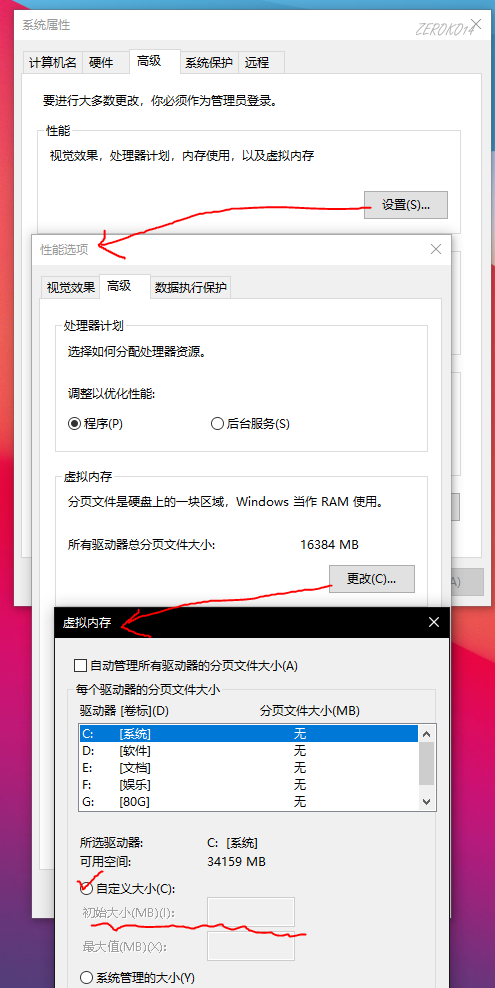 系统属性
ZEROKO14
计算机名 硬件 高级 系统保护 远程
要进行大多数更改，你必须作为管理员登录。
性能
视觉效果，处理器计划，内存使用，以及虚拟内存
设置(S)...
性能选项
视觉效果 高级 数据执行保护
处理器计划
选择如何分配处理器资源。
调整以优化性能:
程序(P) 后台服务(S)
虚拟内存
分页文件是硬盘上的一块区域，Windows 当作 RAM 使用。
所有驱动器总分页文件大小: 16384 MB
更改(C)...
A)
虚拟内存
自动管理所有驱动器的分页文件大小(A)
每个驱动器的分页文件大小
驱动器 [卷标](D) 分页文件大小(MB)
C: [系统] 无
D: [软件] 无
E: [文档] 无
F: [娱乐] 无
G: [80G] 无
所选驱动器: C: [系统]
可用空间: 34159 MB
自定义大小(C):
初始大小(MB)(I):
最大值(MB)(X):
系统管理的大小(Y)